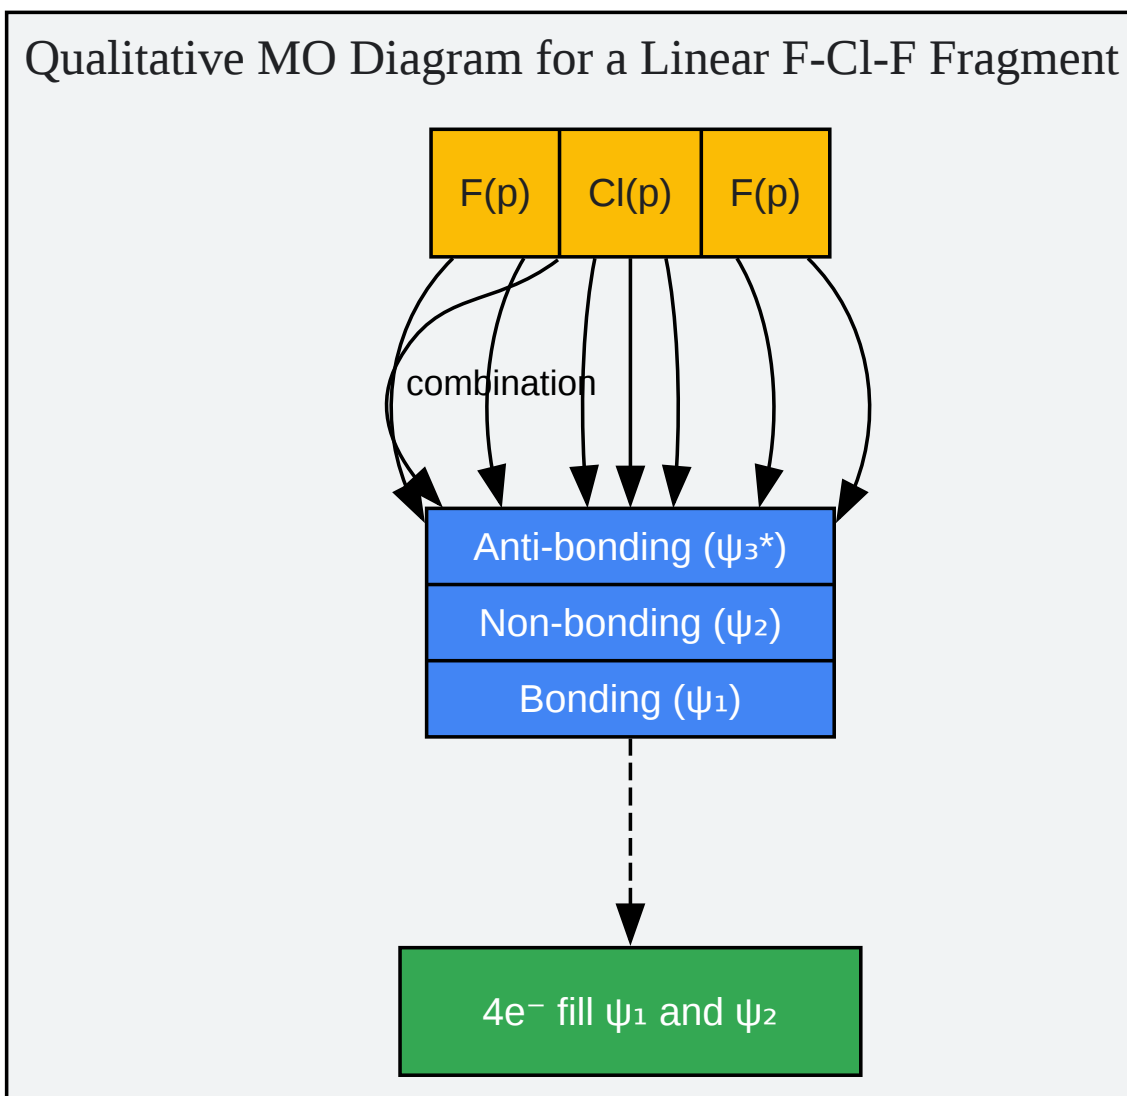 Qualitative MO Diagram for a Linear F-Cl-F Fragment
F(p) Cl(p) F(p)
combination
Anti-bonding (ψ₃*)
Non-bonding (ψ₂)
Bonding (ψ₁)
4e⁻ fill ψ₁ and ψ₂